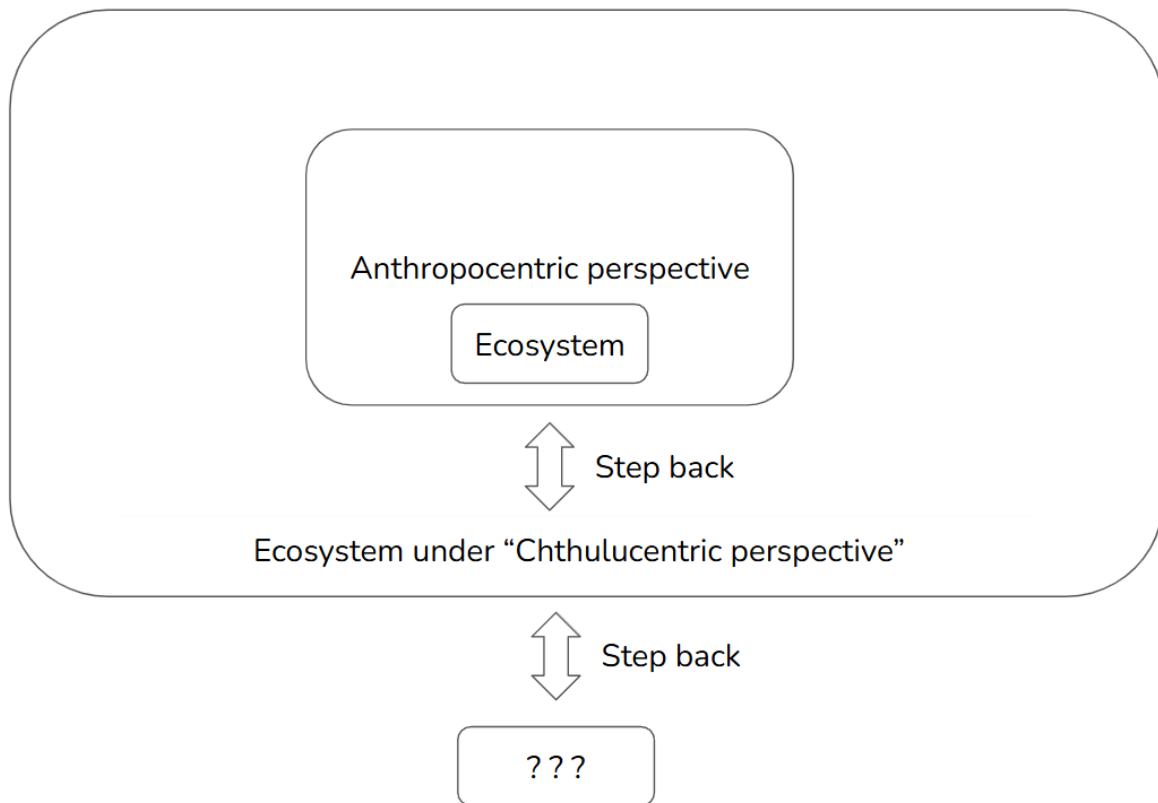 Anthropocentric perspective
Ecosystem
Step back
Ecosystem under “Chthulucentric perspective”
Step back
? ? ?